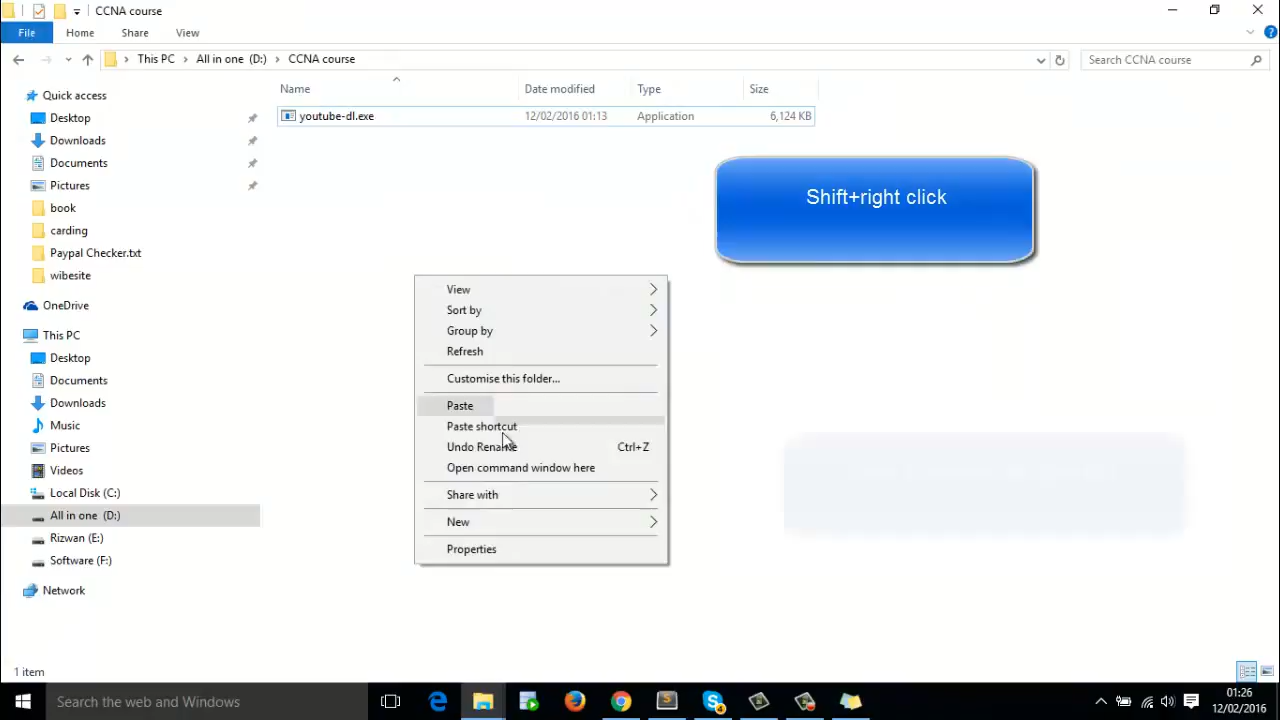 CCNA course
File Home Share View
This PC All in one (D:) CCNA course
Search CCNA course
Name Date modified Type Size
youtube-dl.exe 12/02/2016 01:13 Application 6,124 KB
Quick access
Desktop
Downloads
Documents
Pictures
book
carding
Paypal Checker.txt
wibesite
OneDrive
This PC
Desktop
Documents
Downloads
Music
Pictures
Videos
Local Disk (C:)
All in one (D:)
Rizwan (E:)
Software (F:)
Network
Shift+right click
View
Sort by
Group by
Refresh
Customise this folder...
Paste
Paste shortcut
Undo Rename Ctrl+Z
Open command window here
Share with
New
Properties
1 item
Search the web and Windows
01:26
12/02/2016